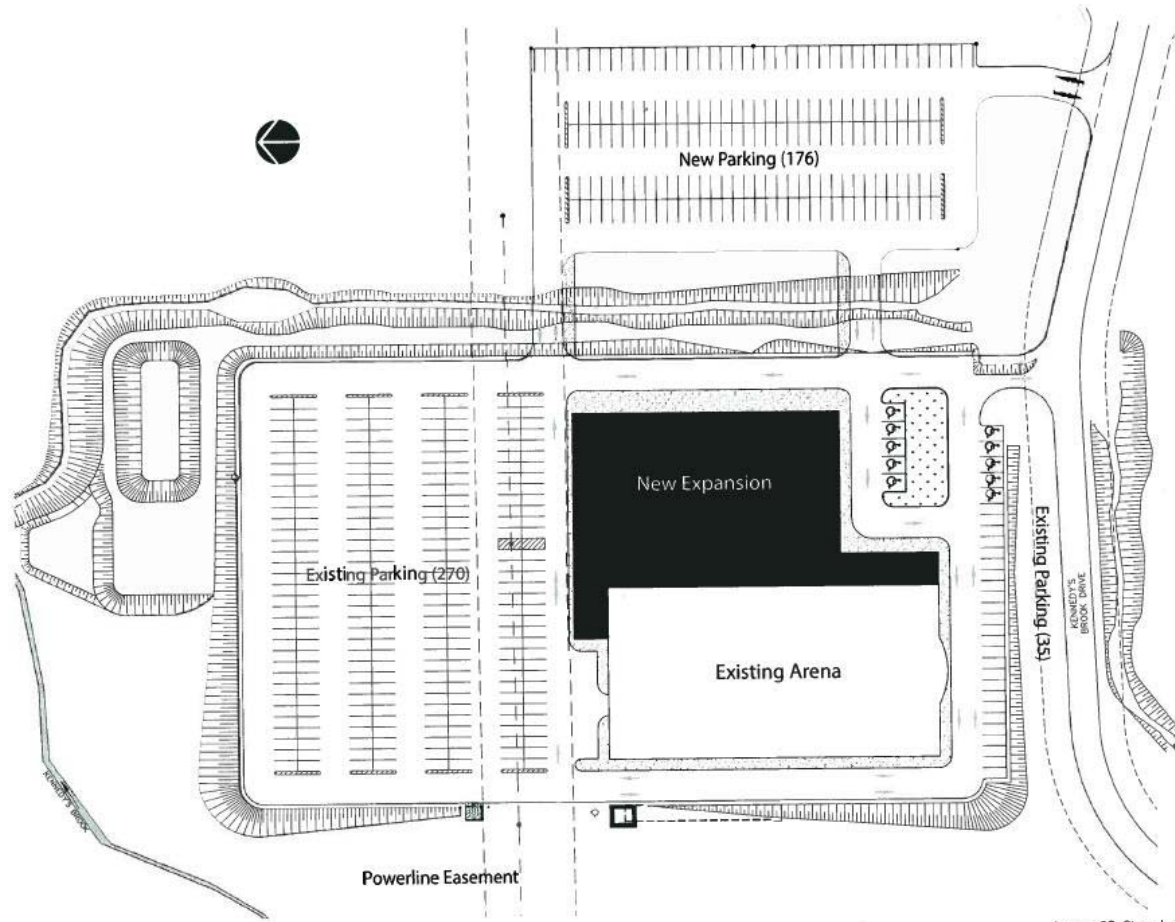 New Parking (176)
New Expansion
Existing Parking (270)
Existing Parking (35)
KENNEDY'S
BROOK DRIVE
Existing Arena
KENNEDY'S BROOK
Powerline Easement